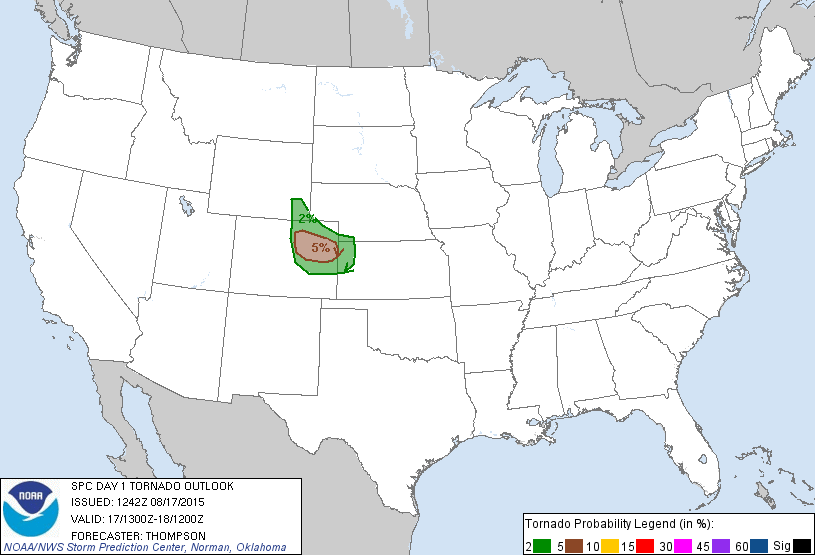 2%
5%
NOAA
SPC DAY 1 TORNADO OUTLOOK
ISSUED: 1242Z 08/17/2015
VALID: 17/1300Z-18/1200Z
FORECASTER: THOMPSON
NOAA/NWS Storm Prediction Center, Norman, Oklahoma
Tornado Probability Legend (in %):
2 5 10 15 30 45 60 Sig